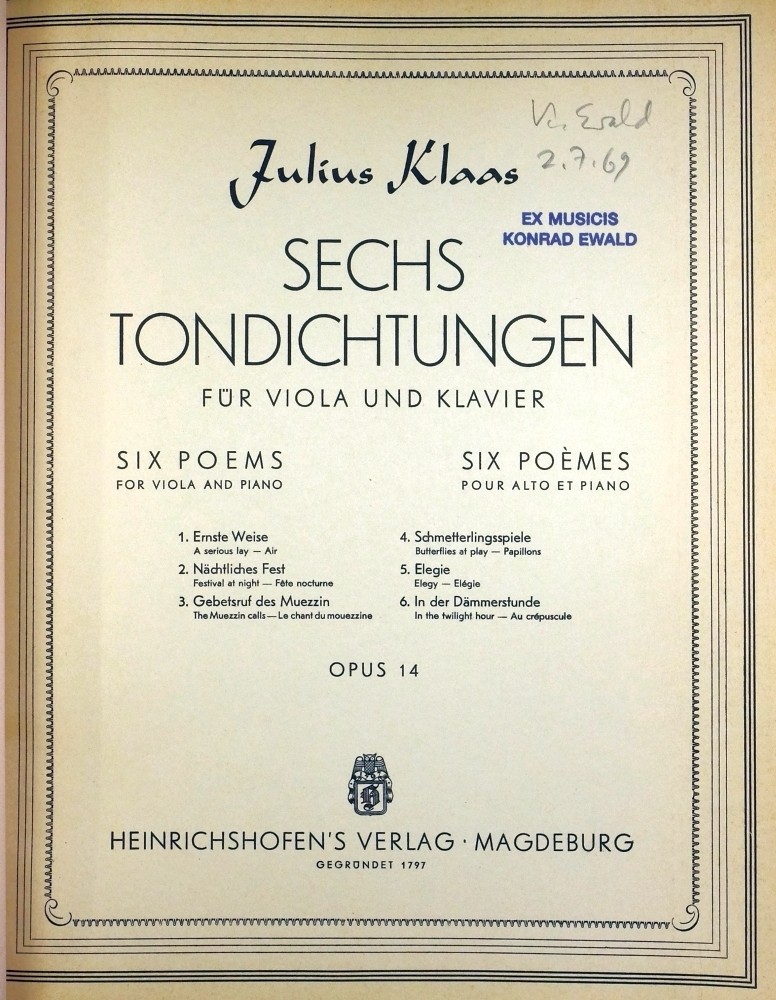 K. Ewald
2.7.69
Julius Klaas
EX MUSICIS
KONRAD EWALD
SECHS
TONDICHTUNGEN
FÜR VIOLA UND KLAVIER
SIX POEMS
FOR VIOLA AND PIANO
SIX POÈMES
POUR ALTO ET PIANO
1. Ernste Weise
A serious lay — Air
2. Nächtliches Fest
Festival at night — Fête nocturne
3. Gebetsruf des Muezzin
The Muezzin calls — Le chant du mouezzine
4. Schmetterlingsspiele
Butterflies at play — Papillons
5. Elegie
Elegy — Elégie
6. In der Dämmerstunde
In the twilight hour — Au crépuscule
OPUS 14
H
HEINRICHSHOFEN'S VERLAG · MAGDEBURG
GEGRÜNDET 1797